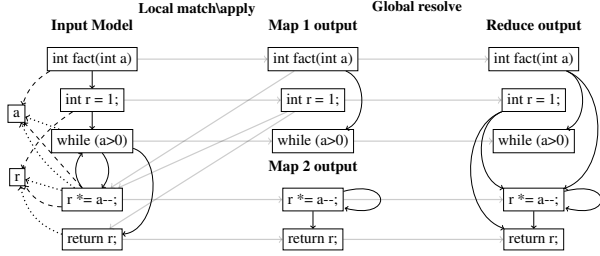 Local match\apply Global resolve
Input Model Map 1 output Reduce output
int fact(int a) int fact(int a) int fact(int a)
int r = 1; int r = 1; int r = 1;
a
while (a>0) while (a>0) while (a>0)
Map 2 output
r
r *= a--; r *= a--; r *= a--;
return r; return r; return r;